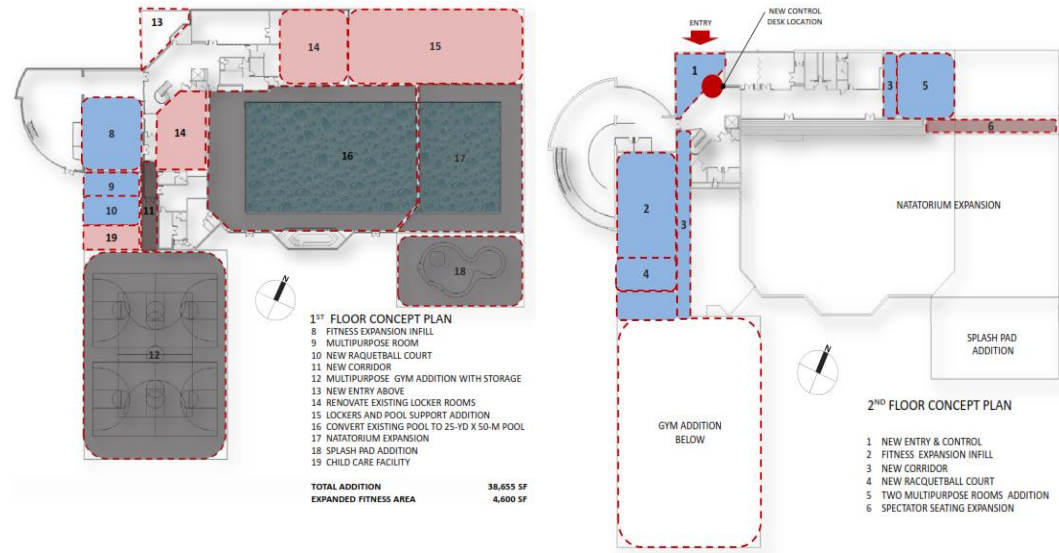 13
14
15
8
14
16
17
9
10
11
19
18
12
N
1ST FLOOR CONCEPT PLAN
8 FITNESS EXPANSION INFILL
9 MULTIPURPOSE ROOM
10 NEW RAQUETBALL COURT
11 NEW CORRIDOR
12 MULTIPURPOSE GYM ADDITION WITH STORAGE
13 NEW ENTRY ABOVE
14 RENOVATE EXISTING LOCKER ROOMS
15 LOCKERS AND POOL SUPPORT ADDITION
16 CONVERT EXISTING POOL TO 25-YD X 50-M POOL
17 NATATORIUM EXPANSION
18 SPLASH PAD ADDITION
19 CHILD CARE FACILITY
TOTAL ADDITION 38,655 SF
EXPANDED FITNESS AREA 4,600 SF
ENTRY
NEW CONTROL
DESK LOCATION
1
3
5
6
2
3
NATATORIUM EXPANSION
4
N
SPLASH PAD
ADDITION
GYM ADDITION
BELOW
2ND FLOOR CONCEPT PLAN
1 NEW ENTRY & CONTROL
2 FITNESS EXPANSION INFILL
3 NEW CORRIDOR
4 NEW RACQUETBALL COURT
5 TWO MULTIPURPOSE ROOMS ADDITION
6 SPECTATOR SEATING EXPANSION